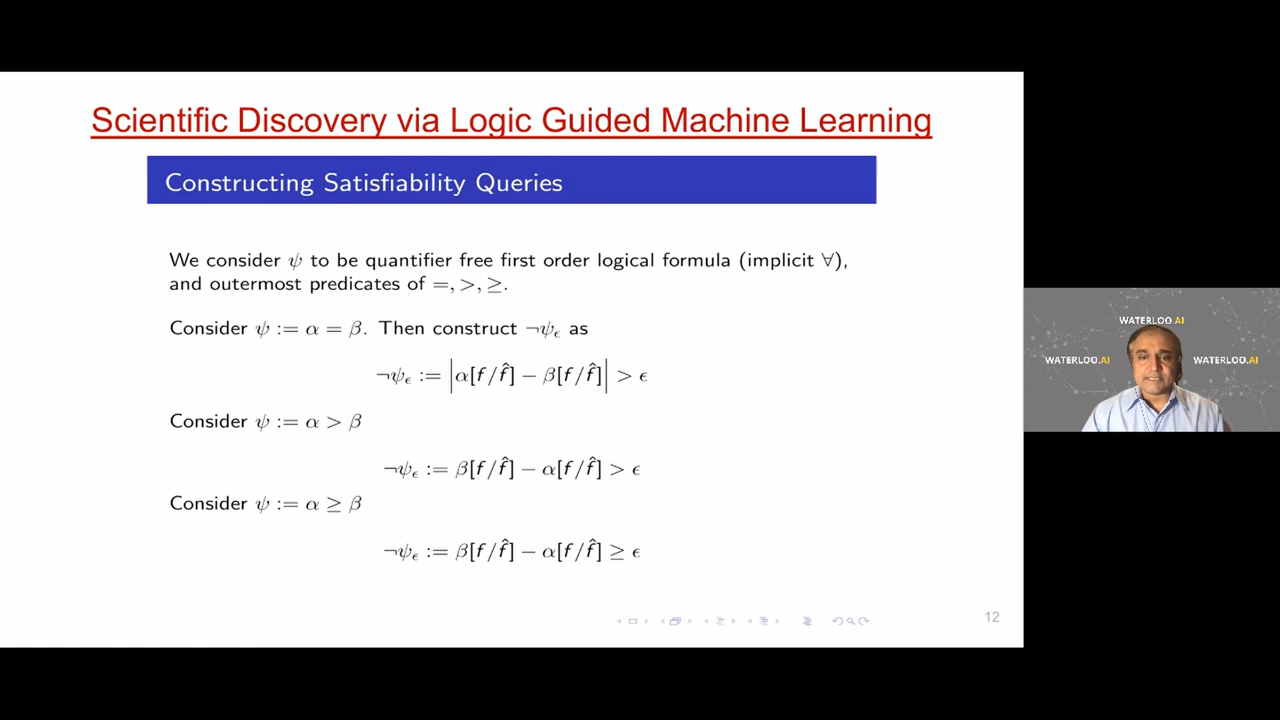 Scientific Discovery via Logic Guided Machine Learning
Constructing Satisfiability Queries
We consider ψ to be quantifier free first order logical formula (implicit ∀),
and outermost predicates of =, >, ≥.
Consider ψ := α = β. Then construct ¬ψ_ϵ as
¬ψ_ϵ := |α[f/f̂] − β[f/f̂]| > ϵ
Consider ψ := α > β
¬ψ_ϵ := β[f/f̂] − α[f/f̂] > ϵ
Consider ψ := α ≥ β
¬ψ_ϵ := β[f/f̂] − α[f/f̂] ≥ ϵ
12
WATERLOO.AI
WATERLOO.AI
WATERLOO.AI